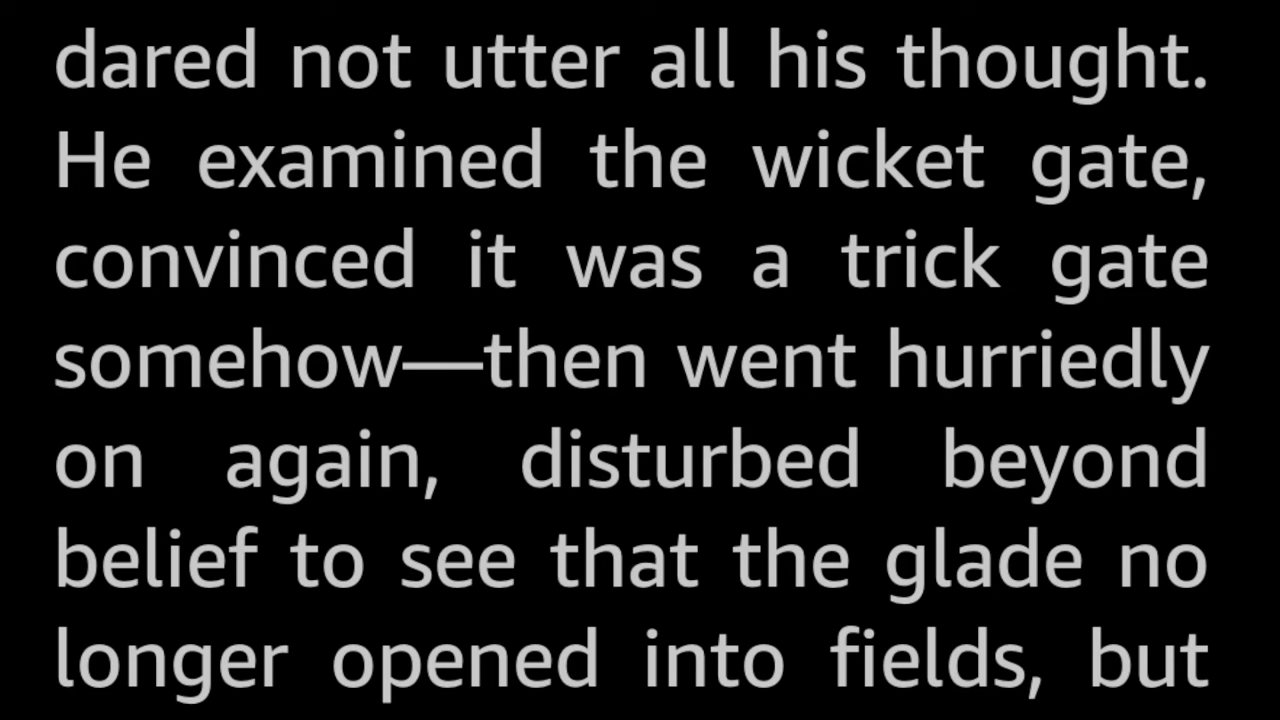 dared not utter all his thought.
He examined the wicket gate,
convinced it was a trick gate
somehow—then went hurriedly
on again, disturbed beyond
belief to see that the glade no
longer opened into fields, but